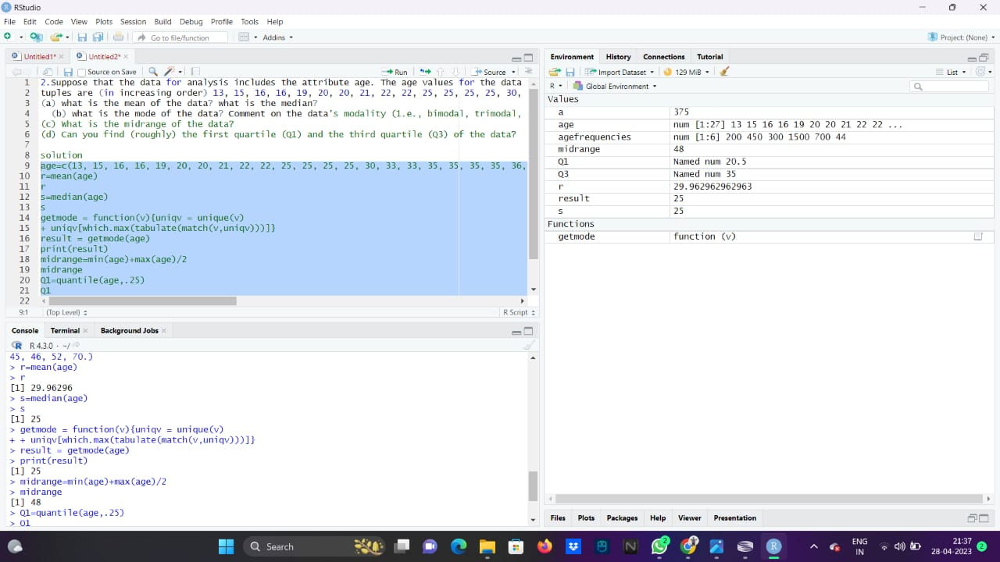 RStudio
File Edit Code View Plots Session Build Debug Profile Tools Help
Go to file/function Addins Project: (None)
Untitled1* Untitled2*
Source on Save Run Source
1 2.Suppose that the data for analysis includes the attribute age. The age values for the data
2 tuples are (in increasing order) 13, 15, 16, 16, 19, 20, 20, 21, 22, 22, 25, 25, 25, 25, 30,
3 (a) what is the mean of the data? what is the median?
4 (b) what is the mode of the data? Comment on the data's modality (i.e., bimodal, trimodal,
5 (c) What is the midrange of the data?
6 (d) Can you find (roughly) the first quartile (Q1) and the third quartile (Q3) of the data?
7
8 solution
9 age=c(13, 15, 16, 16, 19, 20, 20, 21, 22, 22, 25, 25, 25, 25, 30, 33, 33, 35, 35, 35, 35, 36,
10 r=mean(age)
11 r
12 s=median(age)
13 s
14 getmode = function(v){uniqv = unique(v)
15 + uniqv[which.max(tabulate(match(v,uniqv)))]}
16 result = getmode(age)
17 print(result)
18 midrange=min(age)+max(age)/2
19 midrange
20 Q1=quantile(age,.25)
21 Q1
22
9:1 (Top Level) R Script
Console Terminal Background Jobs
R 4.3.0 · ~/
45, 46, 52, 70.)
> r=mean(age)
> r
[1] 29.96296
> s=median(age)
> s
[1] 25
> getmode = function(v){uniqv = unique(v)
+ + uniqv[which.max(tabulate(match(v,uniqv)))]}
> result = getmode(age)
> print(result)
[1] 25
> midrange=min(age)+max(age)/2
> midrange
[1] 48
> Q1=quantile(age,.25)
> Q1
Environment History Connections Tutorial
Import Dataset 129 MiB List
R Global Environment
Values
a 375
age num [1:27] 13 15 16 16 19 20 20 21 22 22 ...
agefrequencies num [1:6] 200 450 300 1500 700 44
midrange 48
Q1 Named num 20.5
Q3 Named num 35
r 29.962962962963
result 25
s 25
Functions
getmode function (v)
Files Plots Packages Help Viewer Presentation
Search
2
ENG
IN
21:37
28-04-2023
2